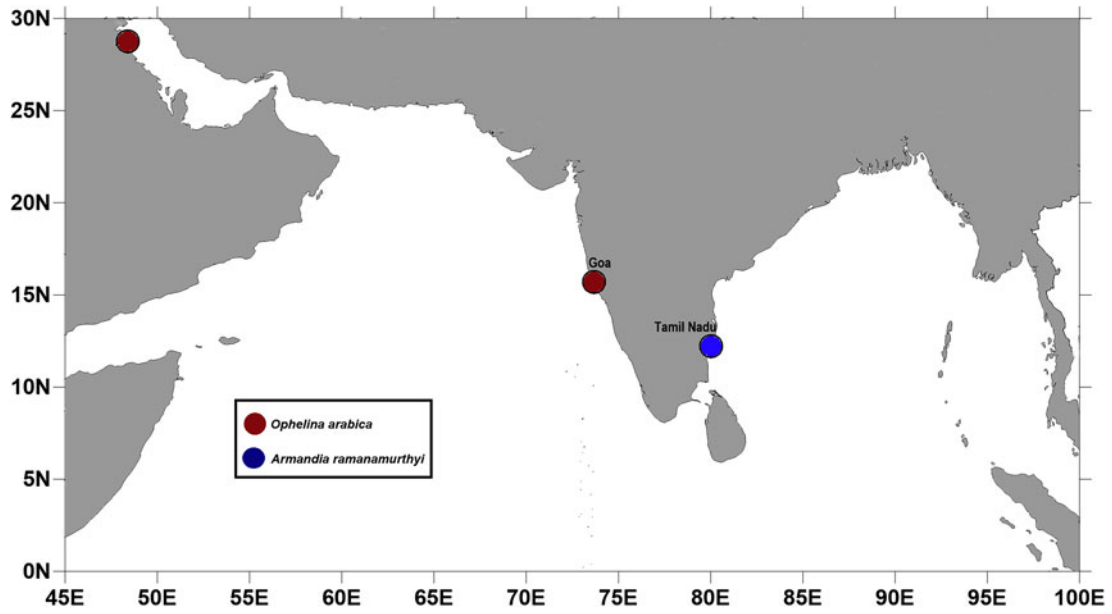 30N
25N
20N
Goa
15N
Tamil Nadu
10N
Ophelina arabica
Armandia ramanamurthyi
5N
0N
45E 50E 55E 60E 65E 70E 75E 80E 85E 90E 95E 100E